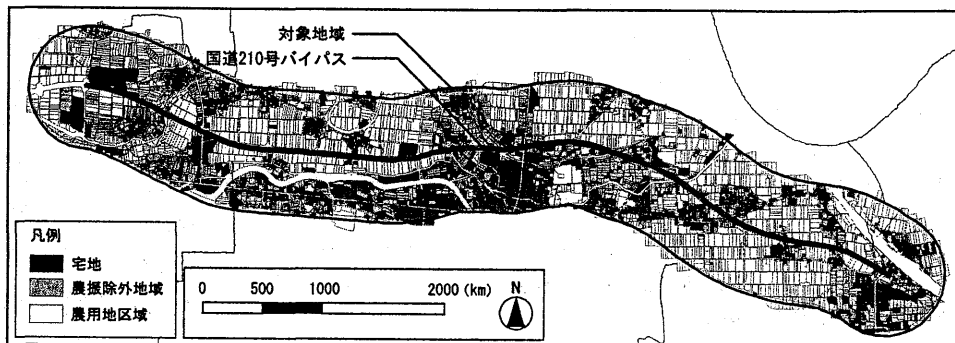 対象地域
国道210号バイパス
凡例
宅地
農振除外地域
農用地区域
0 500 1000 2000 (km)
N